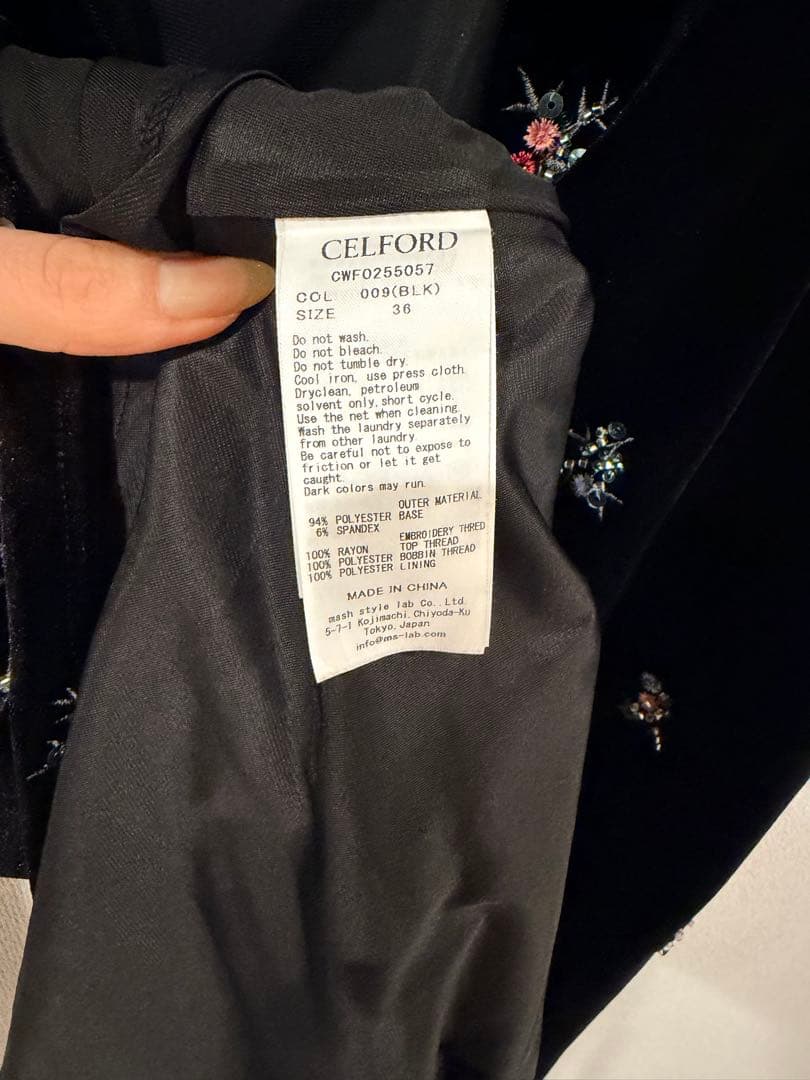 CELFORD
CWFO255057
COL 009(BLK)
SIZE 36
Do not wash.
Do not bleach.
Do not tumble dry.
Cool iron, use press cloth.
Dryclean, petroleum
solvent only, short cycle.
Use the net when cleaning.
Wash the laundry separately
from other laundry.
Be careful not to expose to
friction or let it get
caught.
Dark colors may run.
OUTER MATERIAL
94% POLYESTER BASE
6% SPANDEX
EMBROIDERY THRED
100% RAYON TOP THREAD
100% POLYESTER BOBBIN THREAD
100% POLYESTER LINING
MADE IN CHINA
mash style lab Co., Ltd.
5-7-1 Kojimachi, Chiyoda-Ku
Tokyo, Japan
info@ms-lab.com